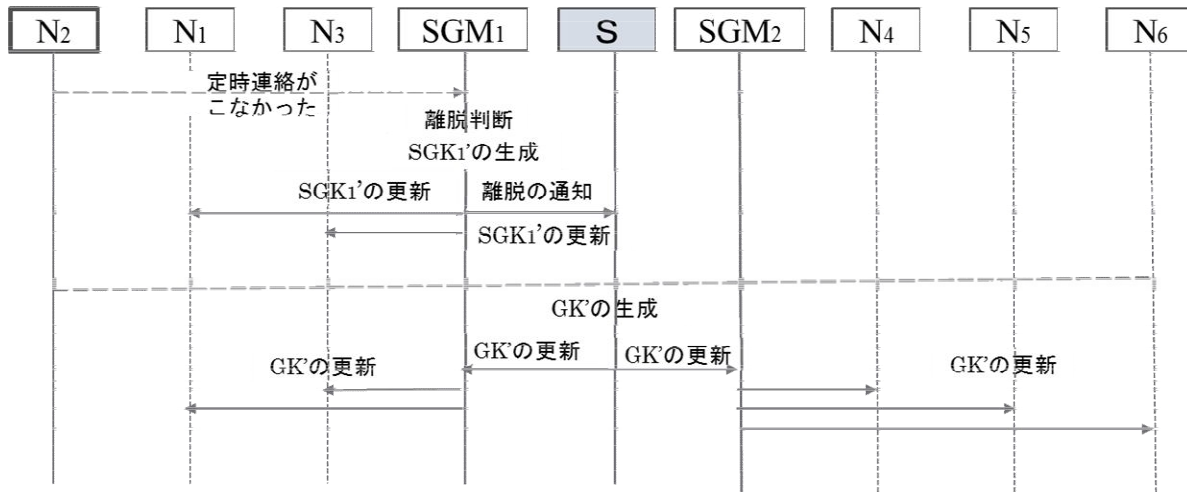 N2 N1 N3 SGM1 S SGM2 N4 N5 N6
定時連絡が
こなかった
離脱判断
SGK1'の生成
SGK1'の更新 離脱の通知
SGK1'の更新
GK'の生成
GK'の更新 GK'の更新 GK'の更新 GK'の更新